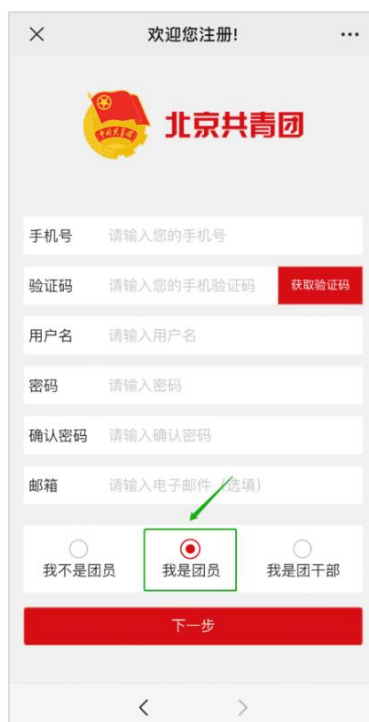 欢迎您注册!
北京共青团
手机号 请输入您的手机号
验证码 请输入您的手机验证码 获取验证码
用户名 请输入用户名
密码 请输入密码
确认密码 请输入确认密码
邮箱 请输入电子邮件（选填）
我不是团员 我是团员 我是团干部
下一步